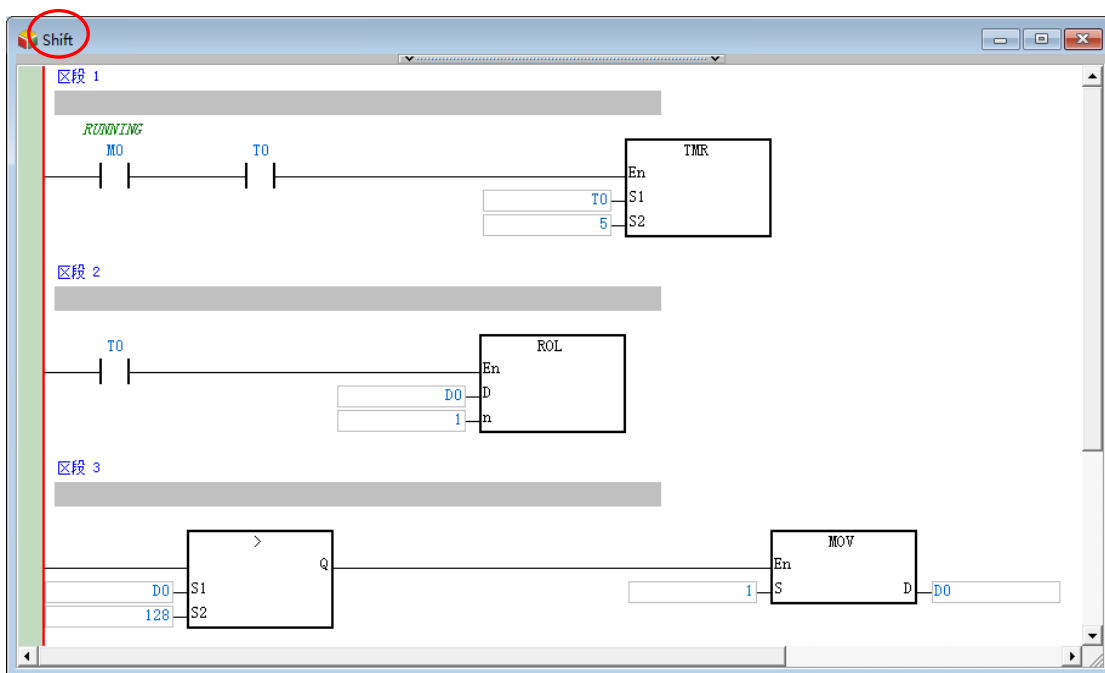 Shift
区段 1
RUNNING
M0 T0 TMR
En
T0 S1
5 S2
区段 2
T0 ROL
En
D0 D
1 n
区段 3
> MOV
Q En
D0 S1 1 S D D0
128 S2